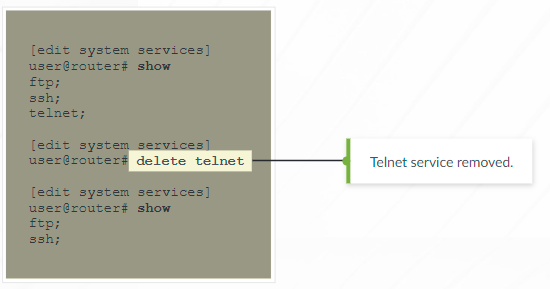 [edit system services]
user@router# show
ftp;
ssh;
telnet;
[edit system services]
user@router# delete telnet
Telnet service removed.
[edit system services]
user@router# show
ftp;
ssh;